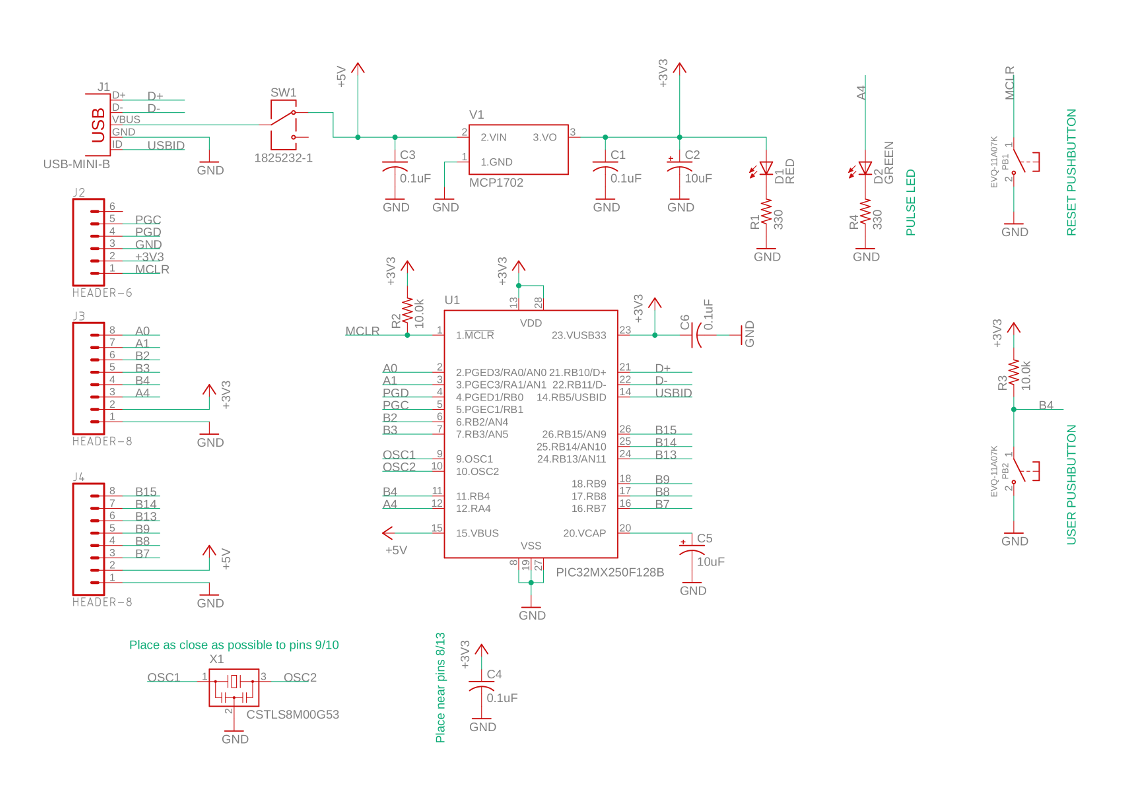 J1
USB
D+ D+
D- D-
VBUS
GND
ID USBID
USB-MINI-B
GND
SW1
1825232-1
+5V
C3
0.1uF
GND
V1
2 2.VIN 3.VO 3
1 1.GND
MCP1702
GND
+3V3
C1
0.1uF
GND
C2
10uF
GND
D1
RED
R1
330
GND
A4
D2
GREEN
R4
330
GND
PULSE LED
MCLR
EVQ-11A07K
PB1
1
2
GND
RESET PUSHBUTTON
J2
6
5 PGC
4 PGD
3 GND
2 +3V3
1 MCLR
HEADER-6
J3
8 A0
7 A1
6 B2
5 B3
4 B4
3 A4
2
1
HEADER-8
+3V3
GND
J4
8 B15
7 B14
6 B13
5 B9
4 B8
3 B7
2
1
HEADER-8
+5V
GND
+3V3
R2
10.0k
+3V3
U1
13 28
VDD
MCLR 1 1.MCLR
A0 2 2.PGED3/RA0/AN0
A1 3 3.PGEC3/RA1/AN1
PGD 4 4.PGED1/RB0
PGC 5 5.PGEC1/RB1
B2 6 6.RB2/AN4
B3 7 7.RB3/AN5
OSC1 9 9.OSC1
OSC2 10 10.OSC2
B4 11 11.RB4
A4 12 12.RA4
15 15.VBUS
+5V
23.VUSB33 23
21.RB10/D+ 21 D+
22.RB11/D- 22 D-
14.RB5/USBID 14 USBID
26.RB15/AN9 26 B15
25.RB14/AN10 25 B14
24.RB13/AN11 24 B13
18.RB9 18 B9
17.RB8 17 B8
16.RB7 16 B7
20.VCAP 20
VSS
8 19 27
PIC32MX250F128B
GND
+3V3
C6
0.1uF
GND
C5
10uF
GND
+3V3
R3
10.0k
B4
EVQ-11A07K
PB2
1
2
GND
USER PUSHBUTTON
Place as close as possible to pins 9/10
X1
OSC1 1 3 OSC2
2
CSTLS8M00G53
GND
Place near pins 8/13
+3V3
C4
0.1uF
GND